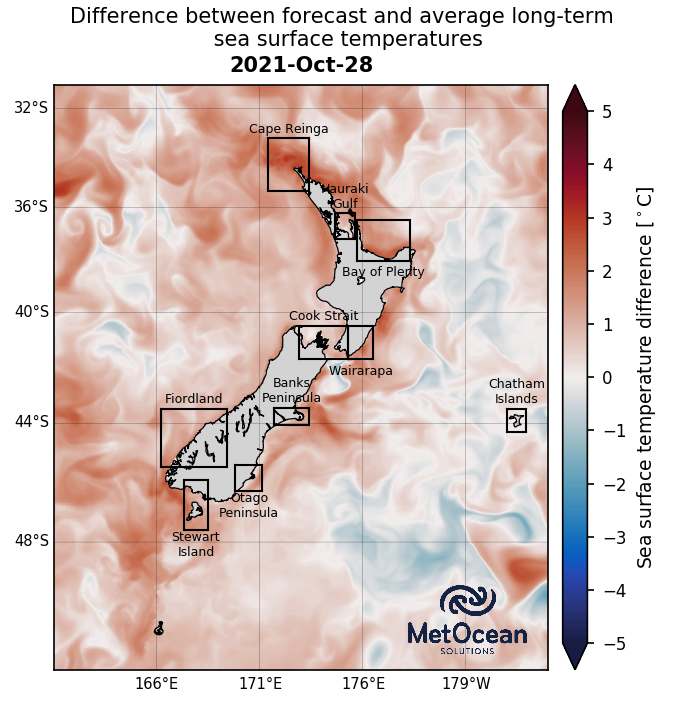 Difference between forecast and average long-term
sea surface temperatures
2021-Oct-28
32°S
36°S
40°S
44°S
48°S
166°E
171°E
176°E
179°W
Cape Reinga
Hauraki
Gulf
Bay of Plenty
Cook Strait
Wairarapa
Banks
Peninsula
Fiordland
Chatham
Islands
Otago
Peninsula
Stewart
Island
MetOcean
SOLUTIONS
5
4
3
2
1
0
−1
−2
−3
−4
−5
Sea surface temperature difference [°C]